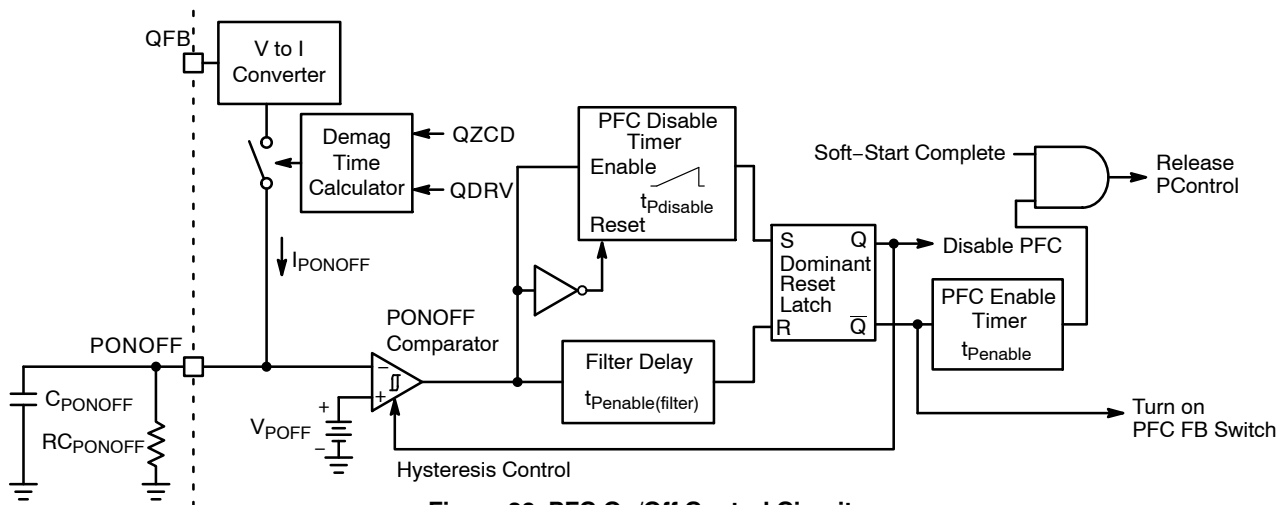 QFB
V to I
Converter
Demag
Time
Calculator
QZCD
QDRV
IPONOFF
PONOFF
CPONOFF
RCPONOFF
PONOFF
Comparator
−
+
VPOFF
+
−
Hysteresis Control
PFC Disable
Timer
Enable
tPdisable
Reset
Filter Delay
tPenable(filter)
S Q
Dominant
Reset
Latch
R Q̅
Disable PFC
PFC Enable
Timer
tPenable
Soft−Start Complete
Release
PControl
Turn on
PFC FB Switch